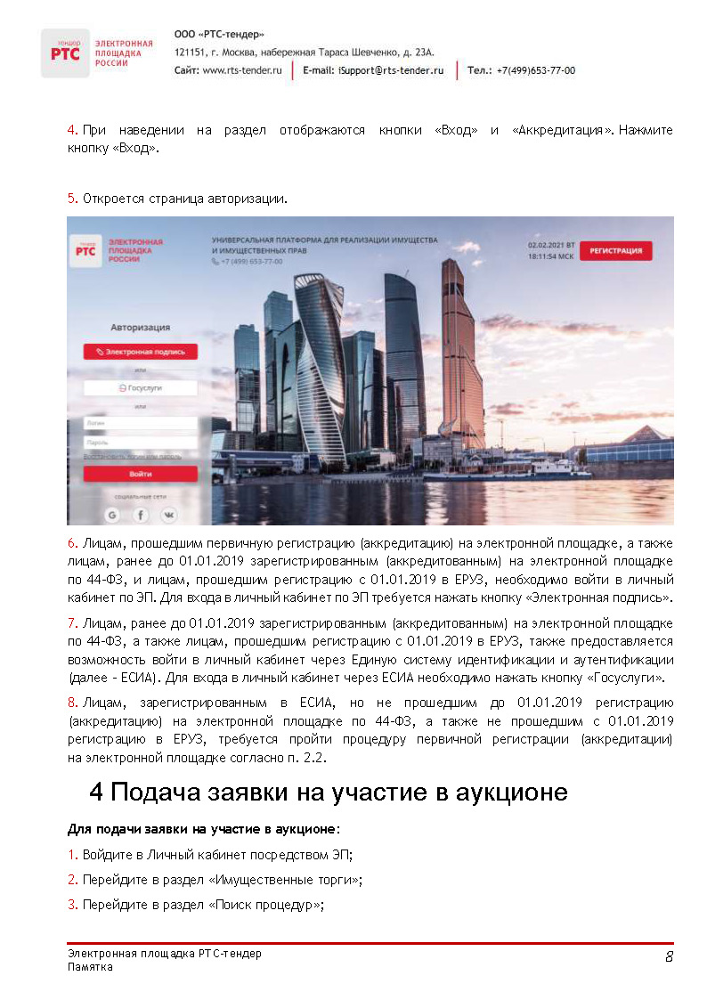 тендер
РТС
ЭЛЕКТРОННАЯ
ПЛОЩАДКА
РОССИИ
ООО «РТС-тендер»
121151, г. Москва, набережная Тараса Шевченко, д. 23А.
Сайт: www.rts-tender.ru | E-mail: iSupport@rts-tender.ru | Тел.: +7(499)653-77-00
4. При наведении на раздел отображаются кнопки «Вход» и «Аккредитация». Нажмите
кнопку «Вход».
5. Откроется страница авторизации.
тендер
РТС
ЭЛЕКТРОННАЯ
ПЛОЩАДКА
РОССИИ
УНИВЕРСАЛЬНАЯ ПЛАТФОРМА ДЛЯ РЕАЛИЗАЦИИ ИМУЩЕСТВА
И ИМУЩЕСТВЕННЫХ ПРАВ
+7 (499) 653-77-00
02.02.2021 ВТ
18:11:54 МСК
РЕГИСТРАЦИЯ
Авторизация
Электронная подпись
или
Госуслуги
или
Логин
Пароль
Восстановить логин или пароль
Войти
социальные сети
G f vk
6. Лицам, прошедшим первичную регистрацию (аккредитацию) на электронной площадке, а также
лицам, ранее до 01.01.2019 зарегистрированным (аккредитованным) на электронной площадке
по 44-ФЗ, и лицам, прошедшим регистрацию с 01.01.2019 в ЕРУЗ, необходимо войти в личный
кабинет по ЭП. Для входа в личный кабинет по ЭП требуется нажать кнопку «Электронная подпись».
7. Лицам, ранее до 01.01.2019 зарегистрированным (аккредитованным) на электронной площадке
по 44-ФЗ, а также лицам, прошедшим регистрацию с 01.01.2019 в ЕРУЗ, также предоставляется
возможность войти в личный кабинет через Единую систему идентификации и аутентификации
(далее - ЕСИА). Для входа в личный кабинет через ЕСИА необходимо нажать кнопку «Госуслуги».
8. Лицам, зарегистрированным в ЕСИА, но не прошедшим до 01.01.2019 регистрацию
(аккредитацию) на электронной площадке по 44-ФЗ, а также не прошедшим с 01.01.2019
регистрацию в ЕРУЗ, требуется пройти процедуру первичной регистрации (аккредитации)
на электронной площадке согласно п. 2.2.
4 Подача заявки на участие в аукционе
Для подачи заявки на участие в аукционе:
1. Войдите в Личный кабинет посредством ЭП;
2. Перейдите в раздел «Имущественные торги»;
3. Перейдите в раздел «Поиск процедур»;
Электронная площадка РТС-тендер
Памятка
8